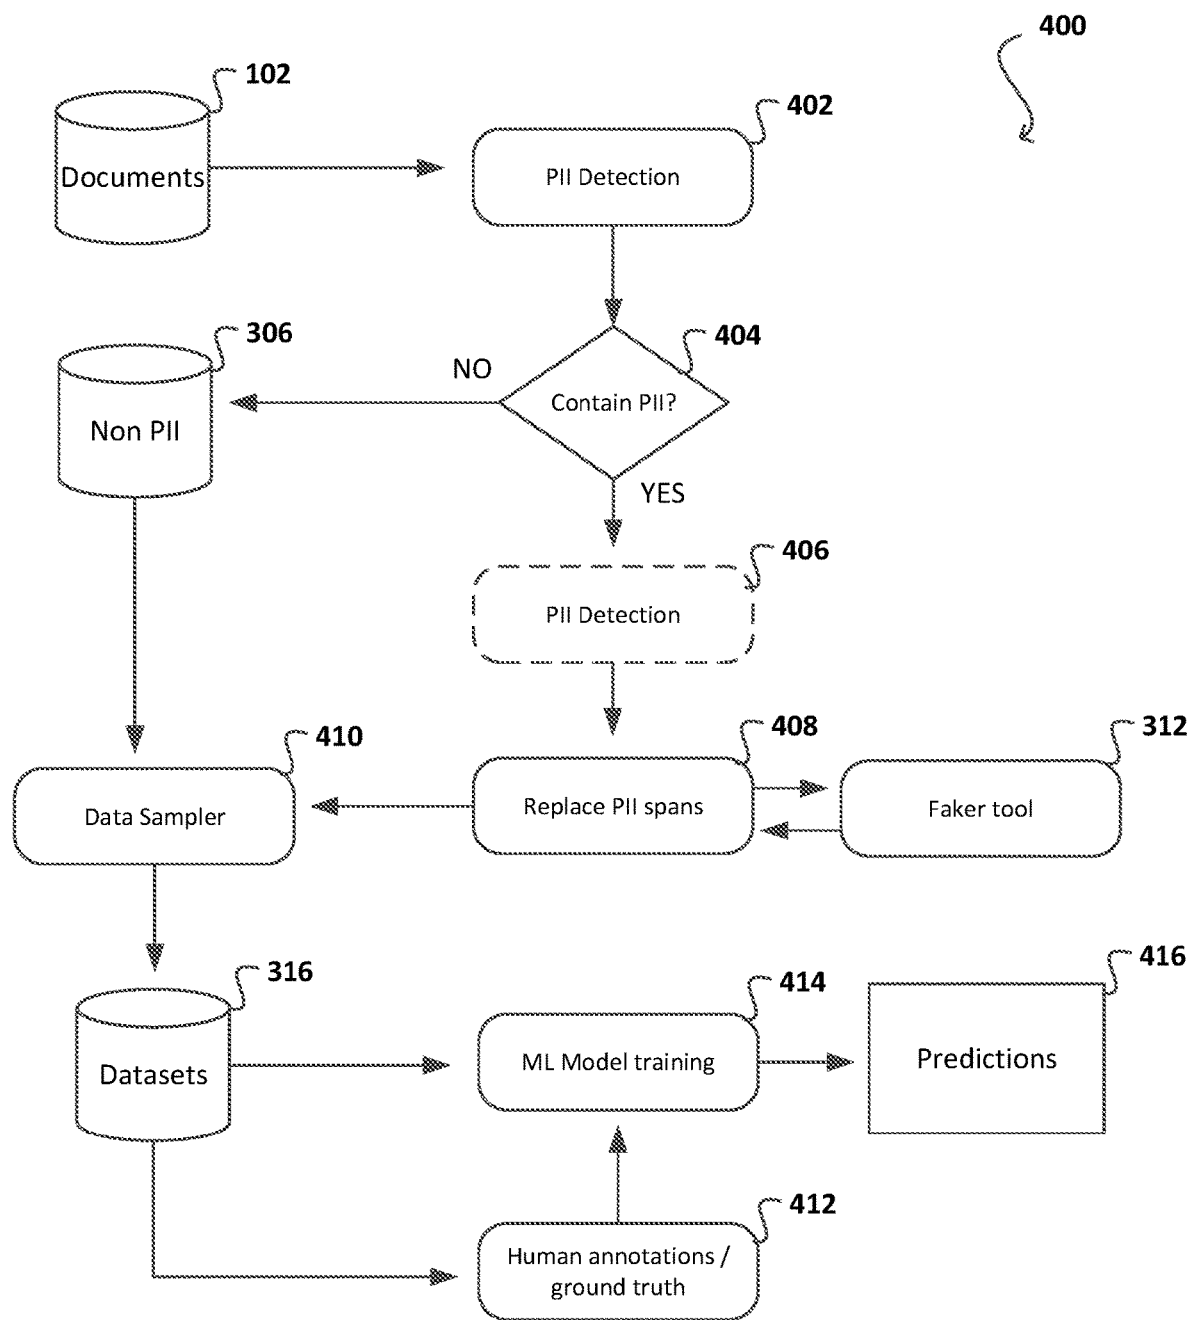 400
102
402
Documents
PII Detection
306
404
NO
Contain PII?
Non PII
YES
406
PII Detection
410
408
312
Data Sampler
Replace PII spans
Faker tool
316
414
416
Datasets
ML Model training
Predictions
412
Human annotations /
ground truth